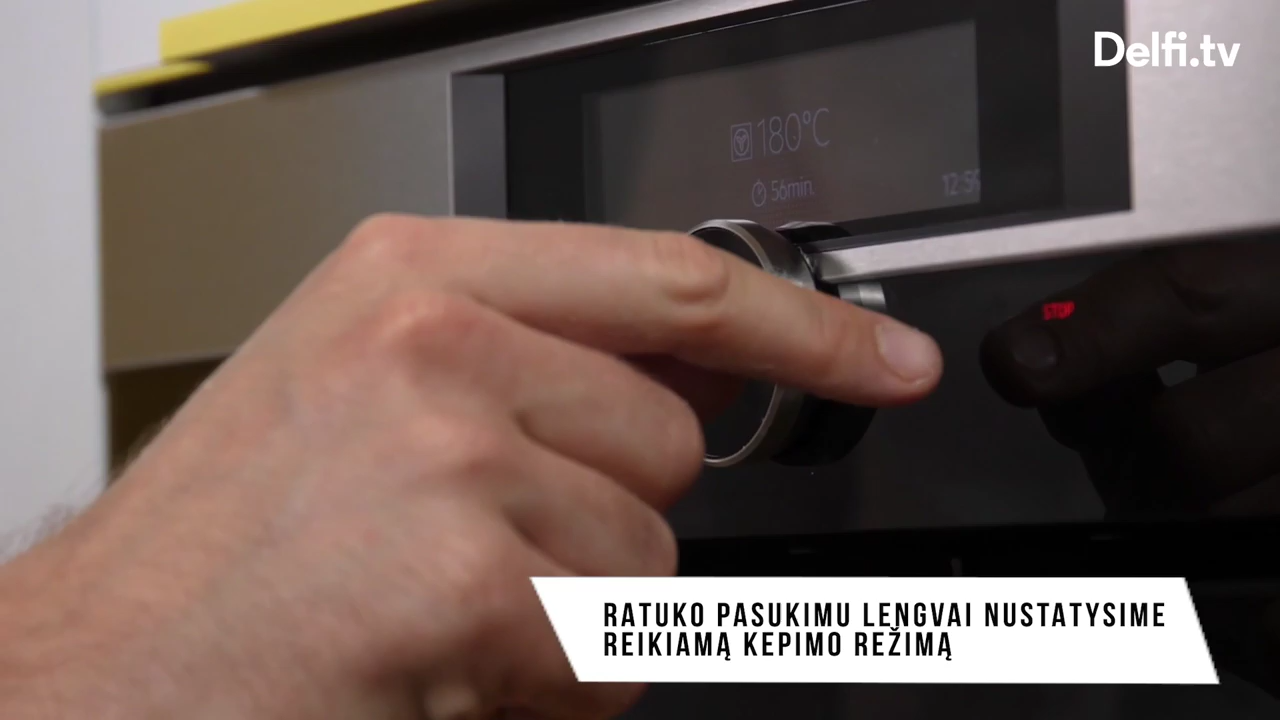 Delfi.tv
180°C
56min.
STOP
RATUKO PASUKIMU LENGVAI NUSTATYSIME
REIKIAMĄ KEPIMO REŽIMĄ